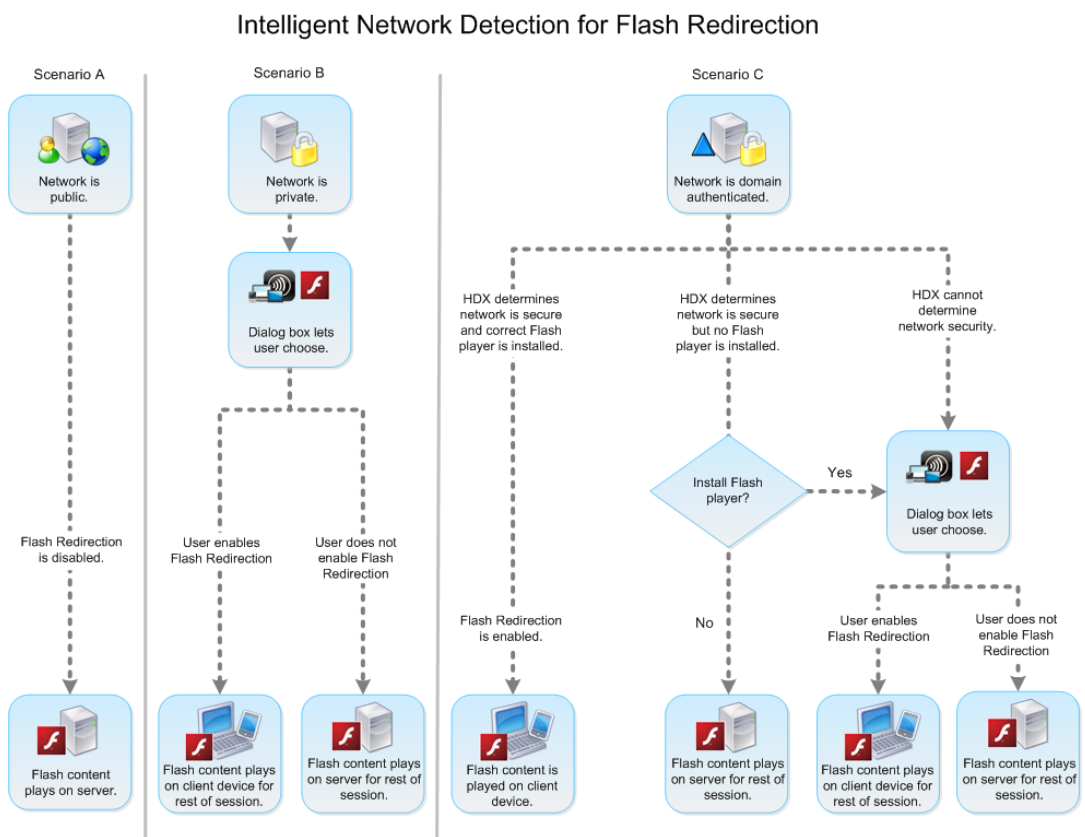 Intelligent Network Detection for Flash Redirection
Scenario A
Network is
public.
Flash Redirection
is disabled.
Flash content
plays on server.
Scenario B
Network is
private.
Dialog box lets
user choose.
User enables
Flash Redirection
User does not
enable Flash
Redirection
Flash content plays
on client device for
rest of session.
Flash content plays
on server for rest of
session.
Scenario C
Network is domain
authenticated.
HDX determines
network is secure
and correct Flash
player is installed.
HDX determines
network is secure
but no Flash
player is installed.
HDX cannot
determine
network security.
Install Flash
player?
Yes
Dialog box lets
user choose.
Flash Redirection
is enabled.
No
User enables
Flash Redirection
User does not
enable Flash
Redirection
Flash content is
played on client
device.
Flash content plays
on server for rest of
session.
Flash content plays
on client device for
rest of session.
Flash content plays
on server for rest of
session.